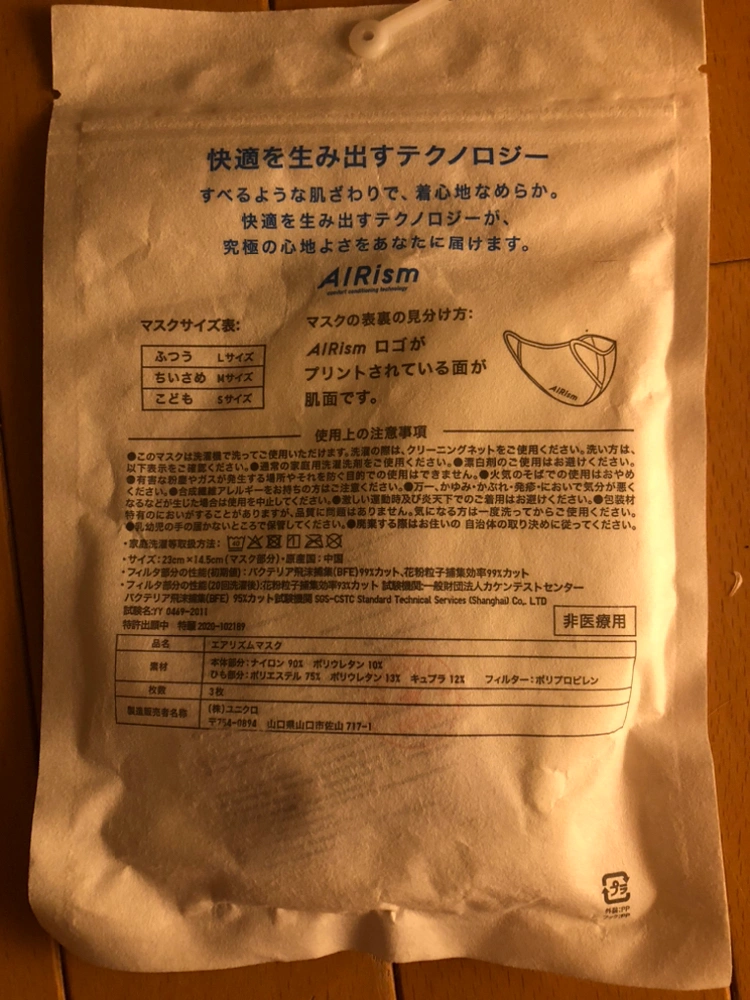 快適を生み出すテクノロジー
すべるような肌ざわりで、着心地なめらか。
快適を生み出すテクノロジーが、
究極の心地よさをあなたに届けます。
AIRism
comfort conditioning technology
マスクサイズ表:
ふつう Lサイズ
ちいさめ Mサイズ
こども Sサイズ
マスクの表裏の見分け方:
AIRism ロゴが
プリントされている面が
肌面です。
AIRism
使用上の注意事項
●このマスクは洗濯機で洗ってご使用いただけます。洗濯の際は、クリーニングネットをご使用ください。洗い方は、
以下表示をご確認ください。●通常の家庭用洗濯洗剤をご使用ください。●漂白剤のご使用はお避けください。
●有害な粉塵やガスが発生する場所やそれを防ぐ目的での使用はできません。●火気のそばでの使用はおやめ
ください。●合成繊維アレルギーをお持ちの方はご注意ください。●万一、かゆみ・かぶれ・発疹・において気分が悪く
なるなどが生じた場合は使用を中止してください。●激しい運動時及び炎天下でのご着用はお避けください。●包装材
特有のにおいがすることがありますが、品質に問題はありません。気になる方は一度洗ってからご使用ください。
●乳幼児の手の届かないところで保管してください。●廃棄する際はお住いの 自治体の取り決めに従ってください。
・家庭洗濯等取扱方法:
・サイズ:23cm×14.5cm(マスク部分)・原産国:中国
・フィルタ部分の性能(初期値):バクテリア飛沫捕集(BFE)99%カット、花粉粒子捕集効率99%カット
・フィルタ部分の性能(20回洗濯後):花粉粒子捕集効率93%カット 試験機関:一般財団法人カケンテストセンター
バクテリア飛沫捕集(BFE) 95%カット試験機関 SGS-CSTC Standard Technical Services (Shanghai) Co,. LTD
試験名:YY 0469-2011
特許出願中 特願2020-102189
非医療用
品名 エアリズムマスク
素材 本体部分:ナイロン 90% ポリウレタン 10%
ひも部分:ポリエステル 75% ポリウレタン 13% キュプラ 12% フィルター:ポリプロピレン
枚数 3枚
製造販売者名称 (株)ユニクロ
〒754-0894 山口県山口市佐山 717-1
プラ
外装:PP